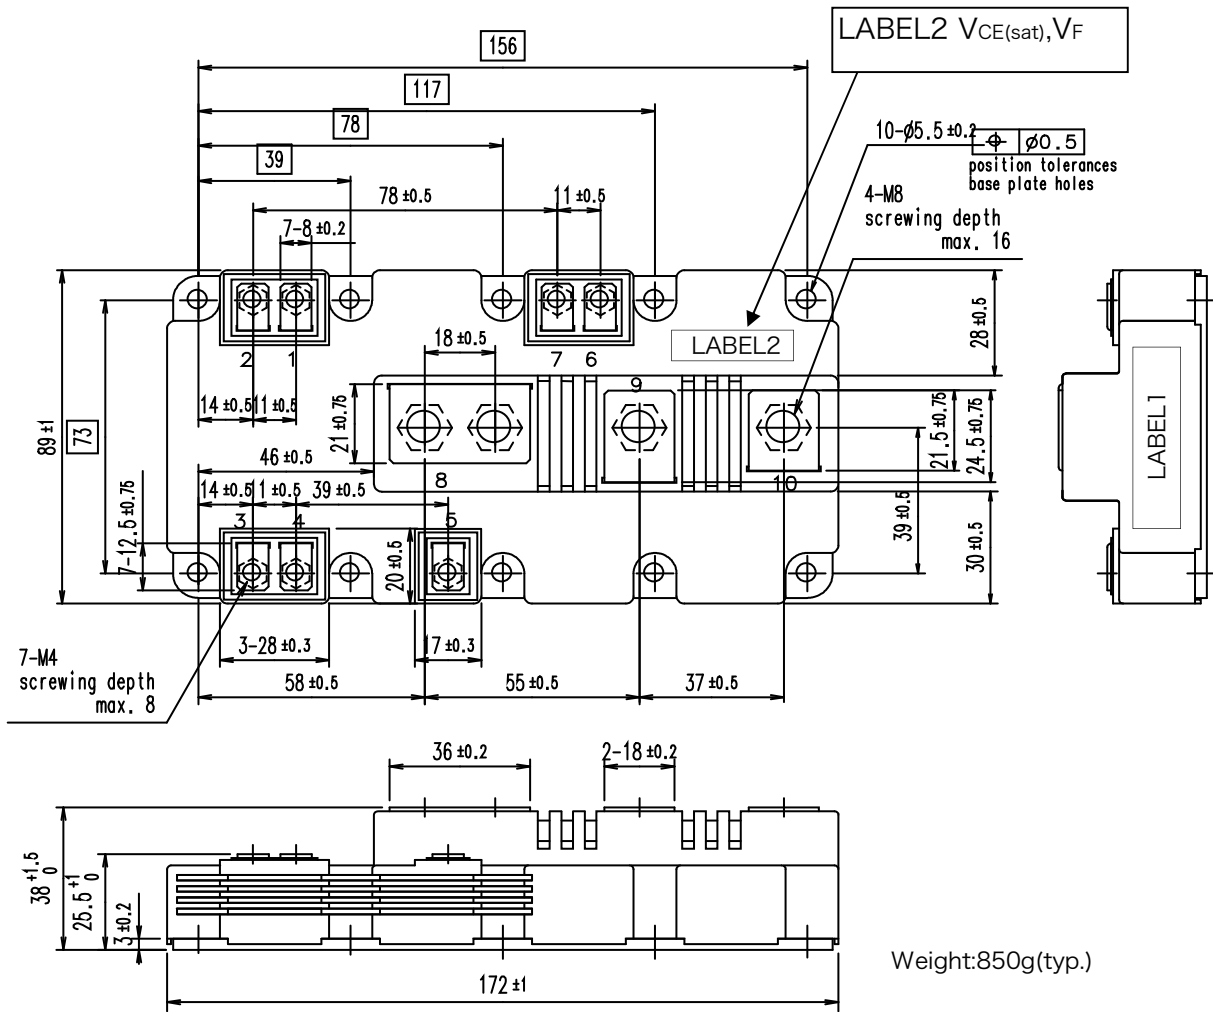 LABEL2 VCE(sat),VF
156
117
78
39
10-ø5.5 ±0.2
ø0.5
position tolerances
base plate holes
78 ±0.5
11 ±0.5
4-M8
screwing depth
max. 16
7-8 ±0.2
2
1
7
6
LABEL2
28 ±0.5
18 ±0.5
9
14 ±0.5
11 ±0.5
89 ±1
73
21 ±0.75
21.5 ±0.75
24.5 ±0.75
LABEL1
46 ±0.5
8
10
14 ±0.5
11 ±0.5
39 ±0.5
3
4
5
7-12.5 ±0.75
20 ±0.5
39 ±0.5
30 ±0.5
3-28 ±0.3
17 ±0.3
7-M4
screwing depth
max. 8
58 ±0.5
55 ±0.5
37 ±0.5
36 ±0.2
2-18 ±0.2
38 +1.5 0
25.5 +1 0
3 ±0.2
Weight:850g(typ.)
172 ±1